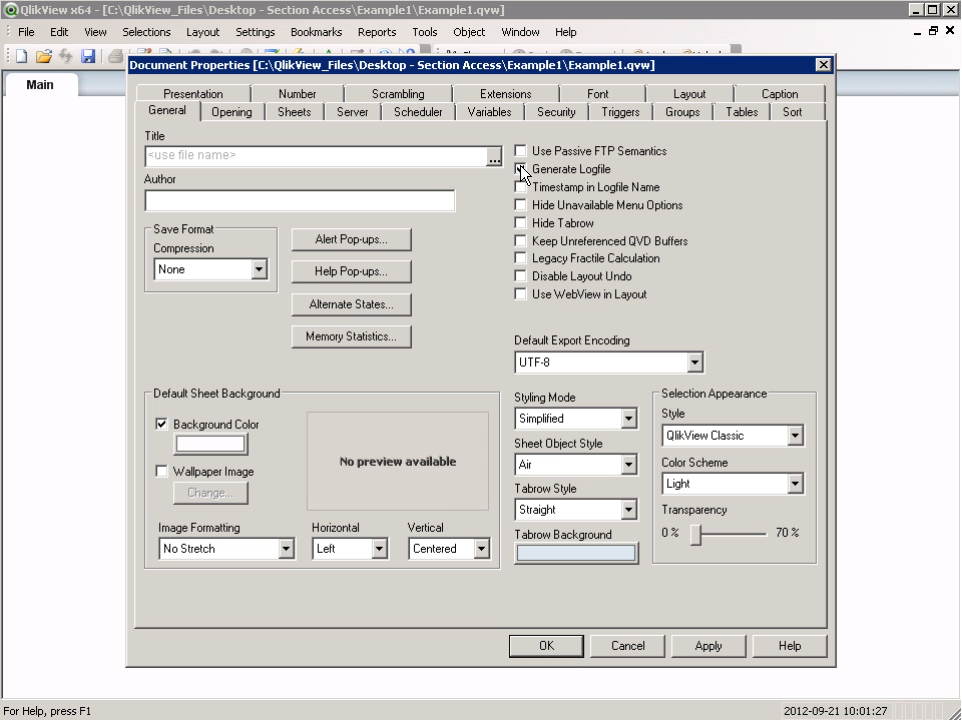 QlikView x64 - [C:\QlikView_Files\Desktop - Section Access\Example1\Example1.qvw]
File Edit View Selections Layout Settings Bookmarks Reports Tools Object Window Help
Main
Document Properties [C:\QlikView_Files\Desktop - Section Access\Example1\Example1.qvw]
Presentation Number Scrambling Extensions Font Layout Caption
General Opening Sheets Server Scheduler Variables Security Triggers Groups Tables Sort
Title
<use file name>
...
Author
Save Format
Compression
None
Alert Pop-ups...
Help Pop-ups...
Alternate States...
Memory Statistics...
Use Passive FTP Semantics
Generate Logfile
Timestamp in Logfile Name
Hide Unavailable Menu Options
Hide Tabrow
Keep Unreferenced QVD Buffers
Legacy Fractile Calculation
Disable Layout Undo
Use WebView in Layout
Default Export Encoding
UTF-8
Default Sheet Background
Background Color
Wallpaper Image
Change...
No preview available
Image Formatting
No Stretch
Horizontal
Left
Vertical
Centered
Styling Mode
Simplified
Sheet Object Style
Air
Tabrow Style
Straight
Tabrow Background
Selection Appearance
Style
QlikView Classic
Color Scheme
Light
Transparency
0 % 70 %
OK Cancel Apply Help
For Help, press F1
2012-09-21 10:01:27